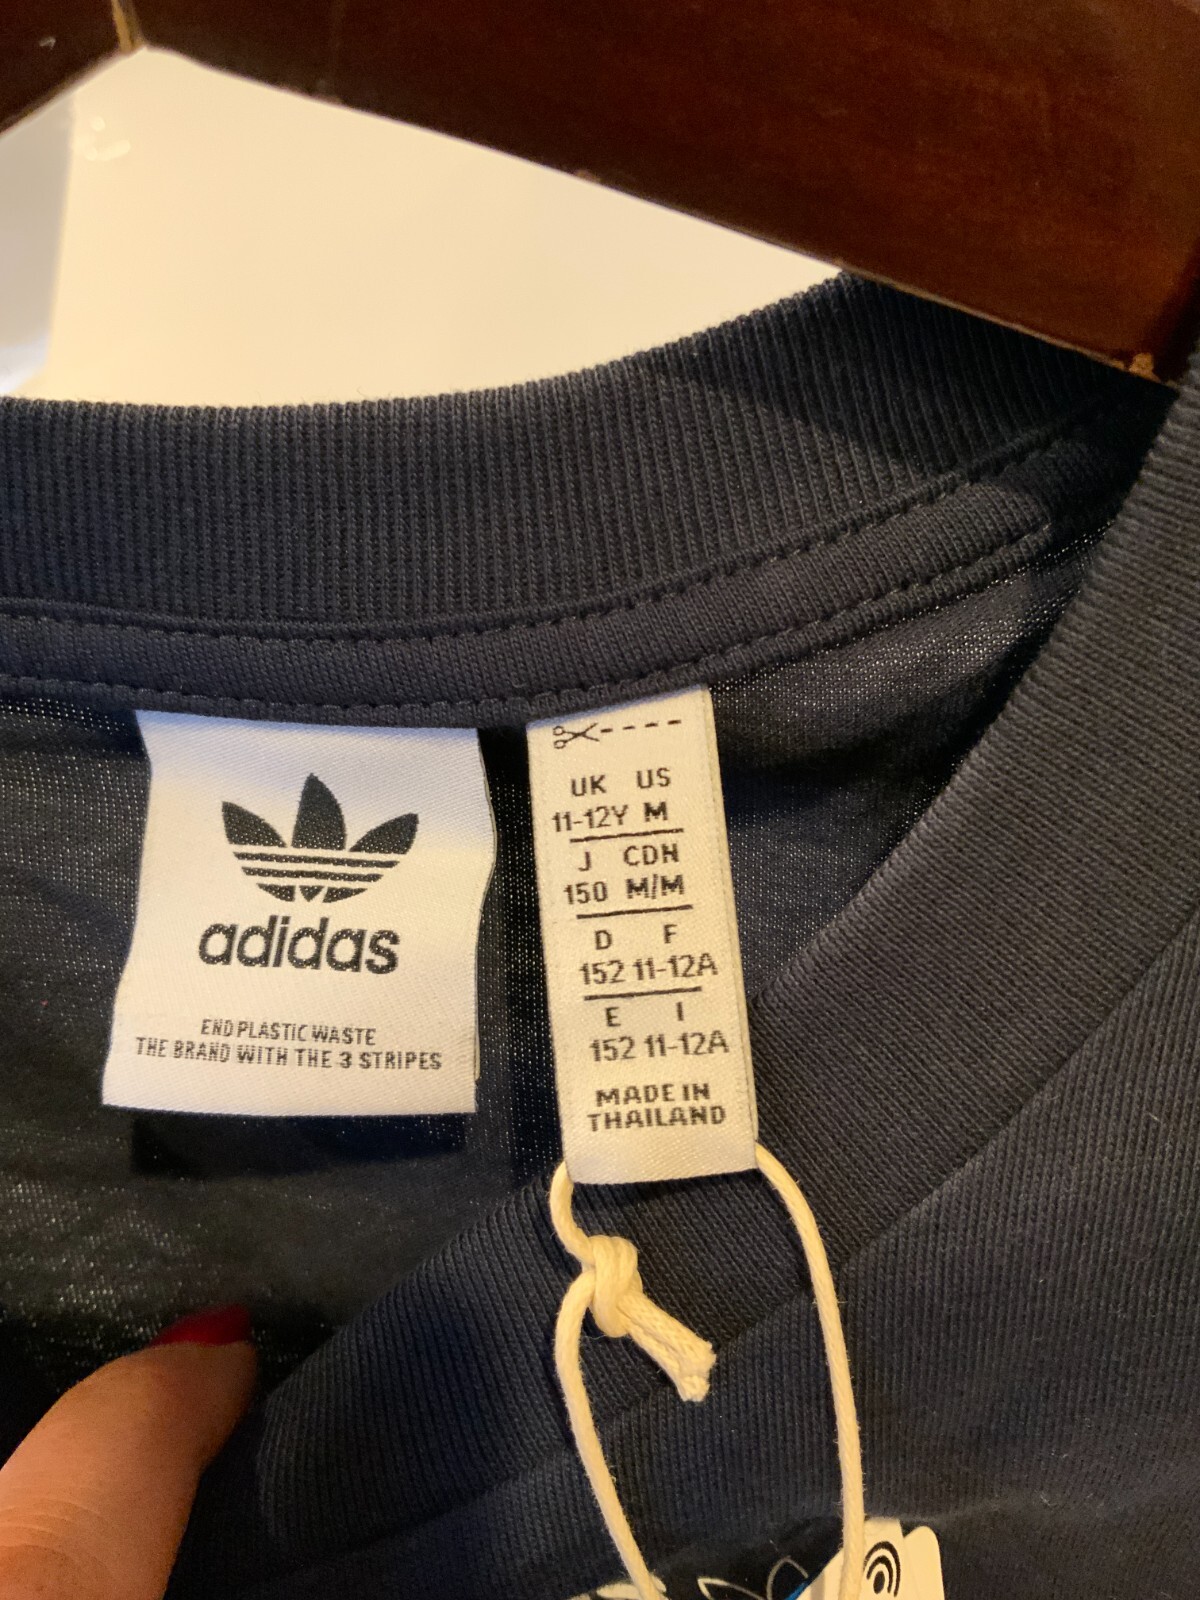 adidas
END PLASTIC WASTE
THE BRAND WITH THE 3 STRIPES
UK US
11-12Y M
J CDN
150 M/M
D F
152 11-12A
E I
152 11-12A
MADE IN
THAILAND